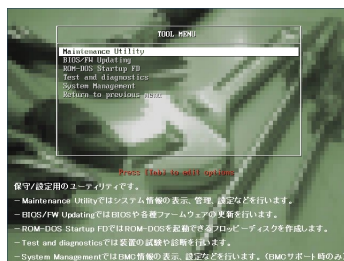 TOOL MENU
Maintenance Utility
BIOS/FW Updating
ROM-DOS Startup FD
Test and diagnostics
System Management
Return to previous menu
Press [Tab] to edit options
保守/設定用のユーティリティです。
－Maintenance Utilityではシステム情報の表示、管理、設定などを行います。
－BIOS/FW UpdatingではBIOSや各種ファームウェアの更新を行います。
－ROM-DOS Startup FDではROM-DOSを起動できるフロッピーディスクを作成します。
－Test and diagnosticsでは装置の試験や診断を行います。
－System ManagementではBMC情報の表示、設定などを行います。(BMCサポート時のみ)